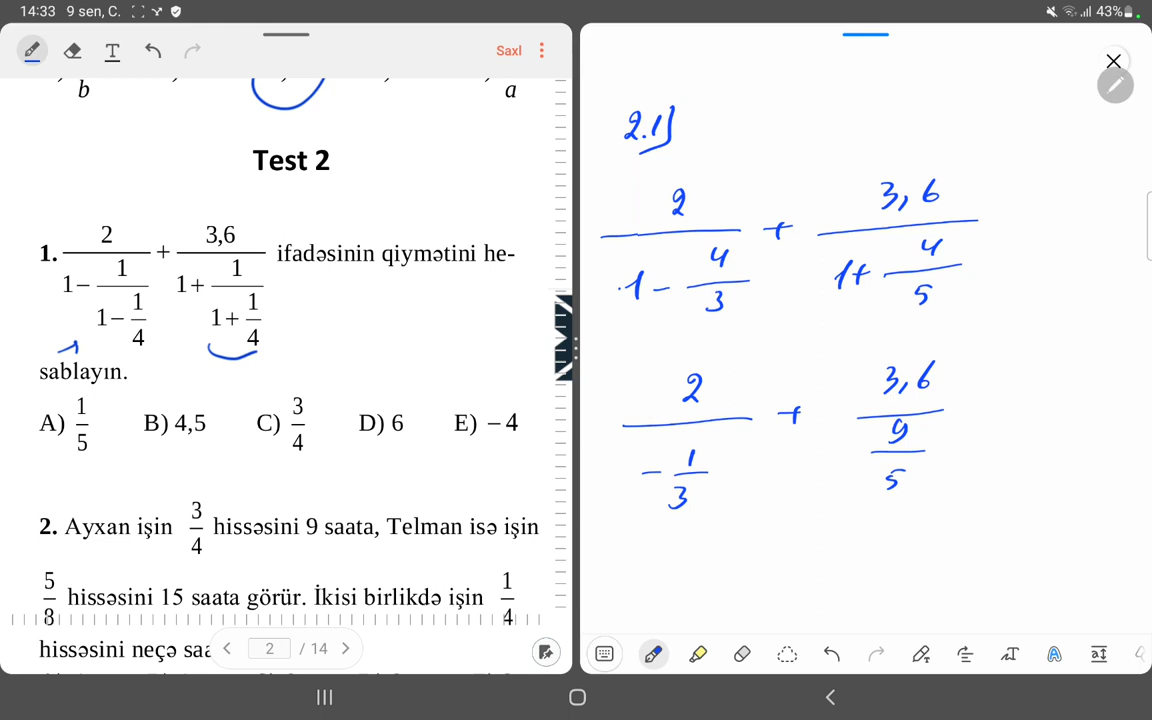 14:33 9 sen, C. 43%
Saxl
b a
Test 2
1. 2/(1 − 1/(1 − 1/4)) + 3,6/(1 + 1/(1 + 1/4)) ifadəsinin qiymətini he-
sablayın.
A) 1/5 B) 4,5 C) 3/4 D) 6 E) − 4
2. Ayxan işin 3/4 hissəsini 9 saata, Telman isə işin
5/8 hissəsini 15 saata görür. İkisi birlikdə işin 1/4
hissəsini neçə
2 / 14
2.1)
2/(1 − 4/3) + 3,6/(1 + 4/5)
2/(− 1/3) + 3,6/(9/5)